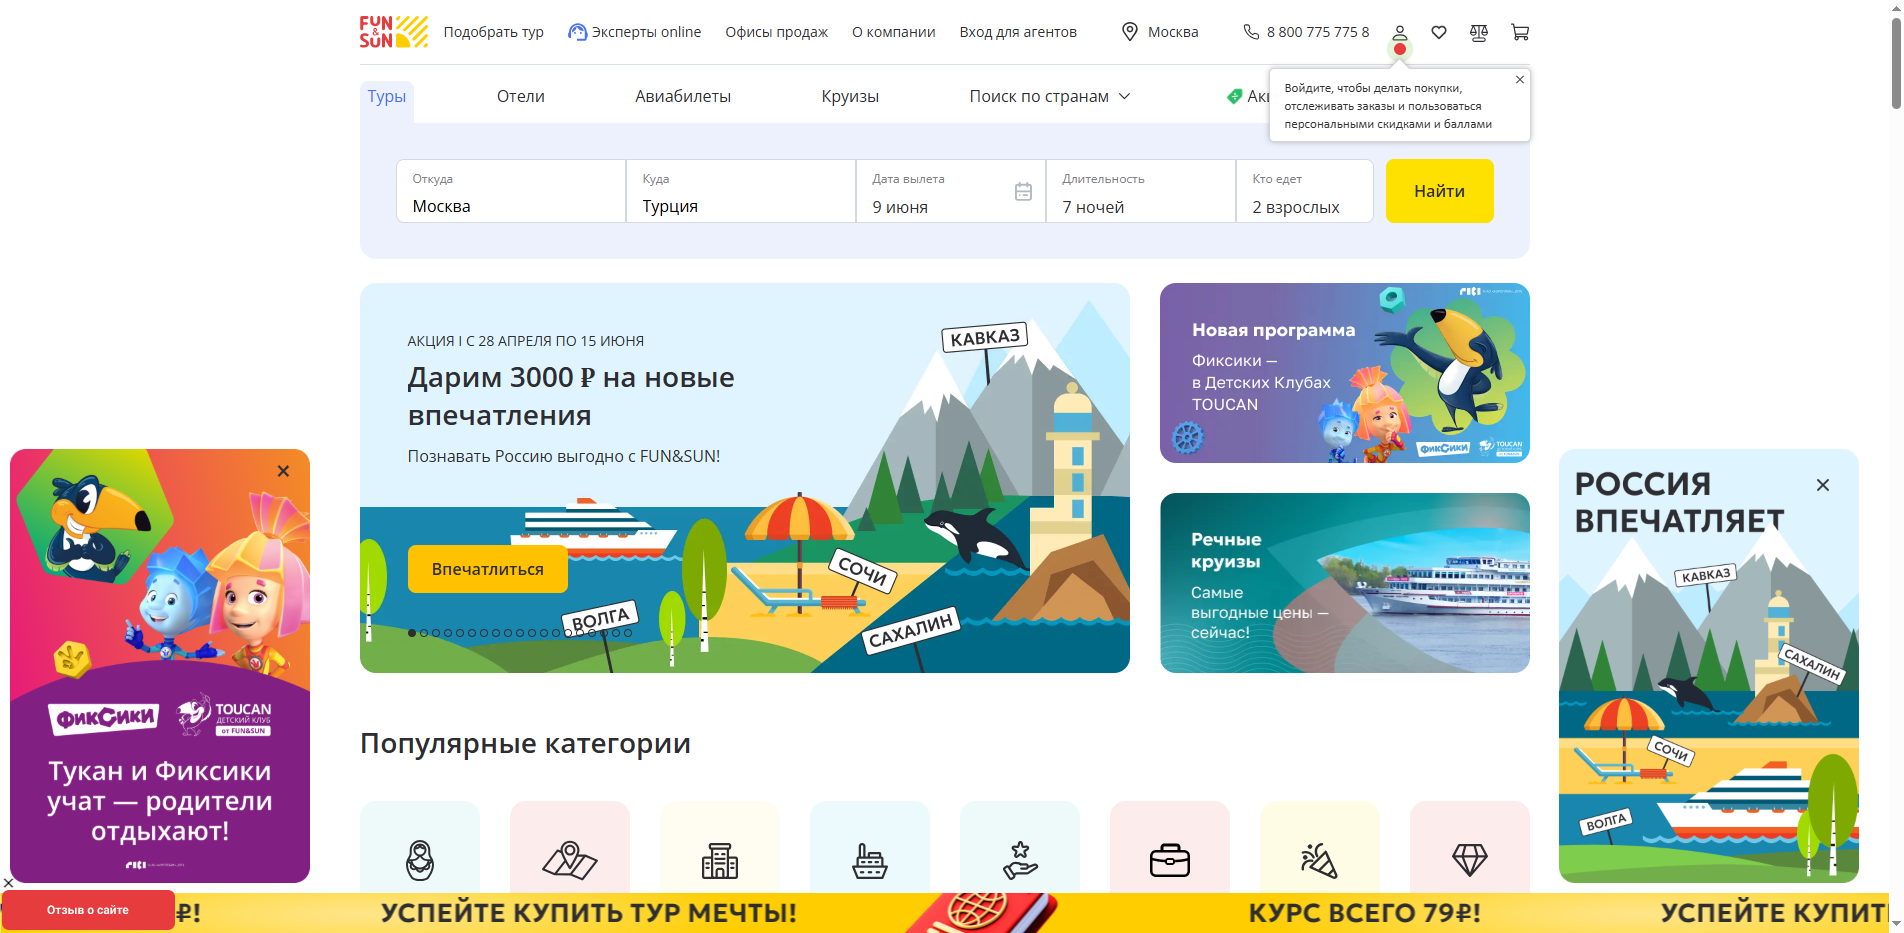 FUN
&
SUN
Подобрать тур
Эксперты online
Офисы продаж
О компании
Вход для агентов
Москва
8 800 775 775 8
Туры
Отели
Авиабилеты
Круизы
Поиск по странам
Войдите, чтобы делать покупки,
отслеживать заказы и пользоваться
персональными скидками и баллами
Откуда
Москва
Куда
Турция
Дата вылета
9 июня
Длительность
7 ночей
Кто едет
2 взрослых
Найти
АКЦИЯ I С 28 АПРЕЛЯ ПО 15 ИЮНЯ
Дарим 3000 ₽ на новые
впечатления
Познавать Россию выгодно с FUN&SUN!
Впечатлиться
КАВКАЗ
СОЧИ
ВОЛГА
САХАЛИН
Новая программа
Фиксики —
в Детских Клубах
TOUCAN
ФИКСИКИ
TOUCAN
Речные
круизы
Самые
выгодные цены —
сейчас!
ФИКСИКИ
TOUCAN
ДЕТСКИЙ КЛУБ
ОТ FUN&SUN
Тукан и Фиксики
учат — родители
отдыхают!
РОССИЯ
ВПЕЧАТЛЯЕТ
КАВКАЗ
САХАЛИН
СОЧИ
ВОЛГА
Популярные категории
Отзыв о сайте
₽!
УСПЕЙТЕ КУПИТЬ ТУР МЕЧТЫ!
КУРС ВСЕГО 79₽!
УСПЕЙТЕ КУПИТ